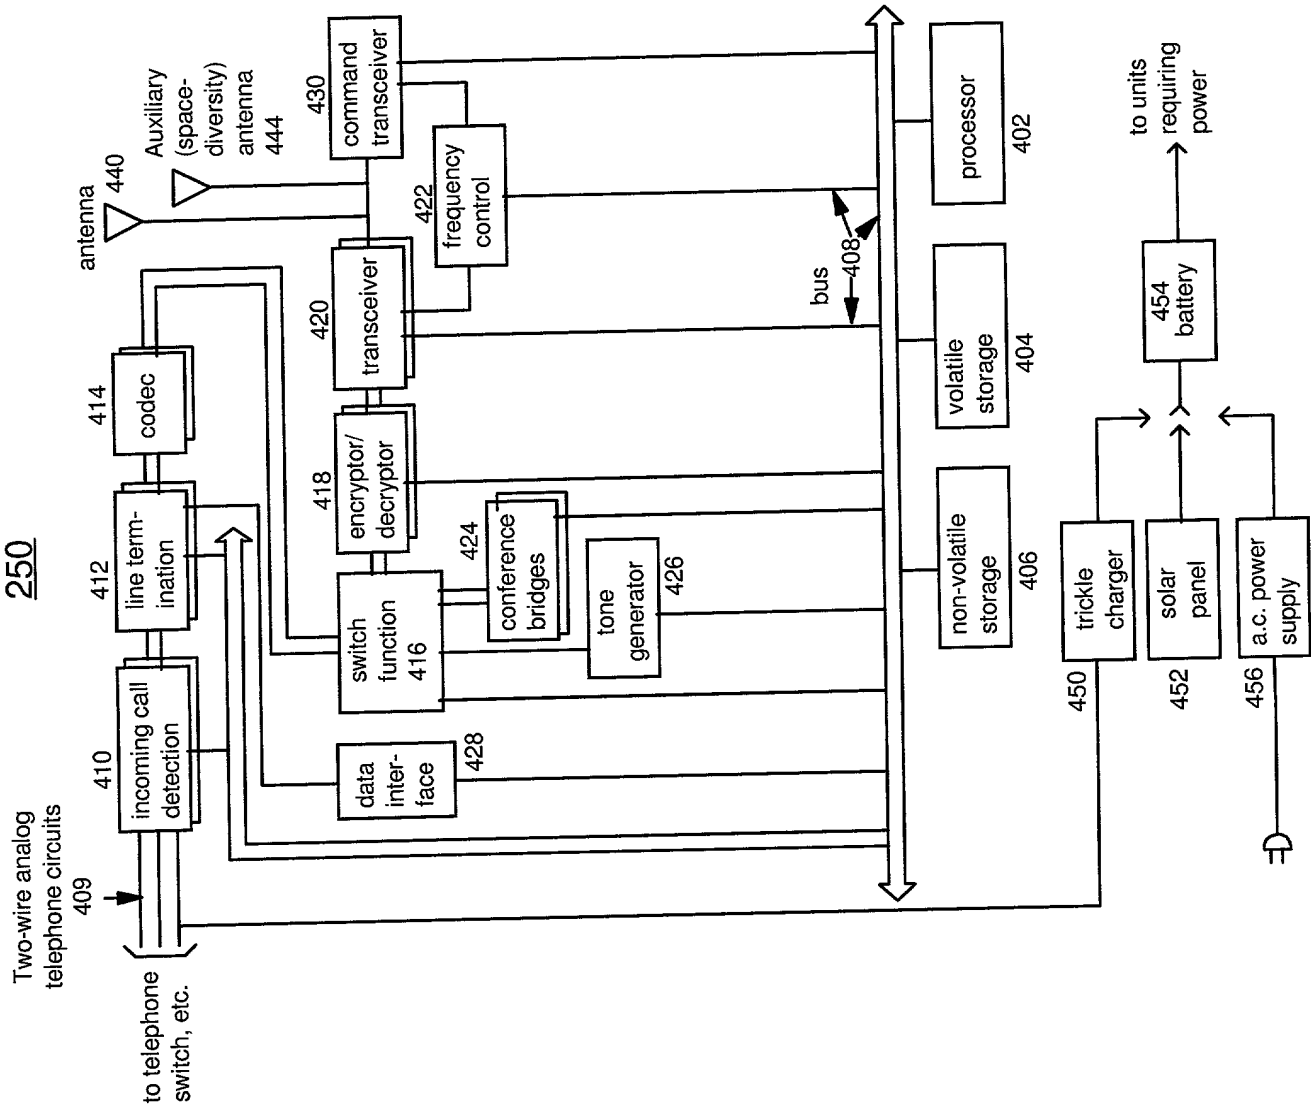 250
Two-wire analog
telephone circuits
409
to telephone
switch, etc.
410
incoming call
detection
412
line term-
ination
414
codec
antenna
440
Auxiliary
(space-
diversity)
antenna
444
data
inter-
face
428
switch
function
416
418
encryptor/
decryptor
420
transceiver
430
command
transceiver
422
frequency
control
424
conference
bridges
tone
generator
426
bus
408
non-volatile
storage
406
volatile
storage
404
processor
402
450
trickle
charger
452
solar
panel
456
a.c. power
supply
454
battery
to units
requiring
power